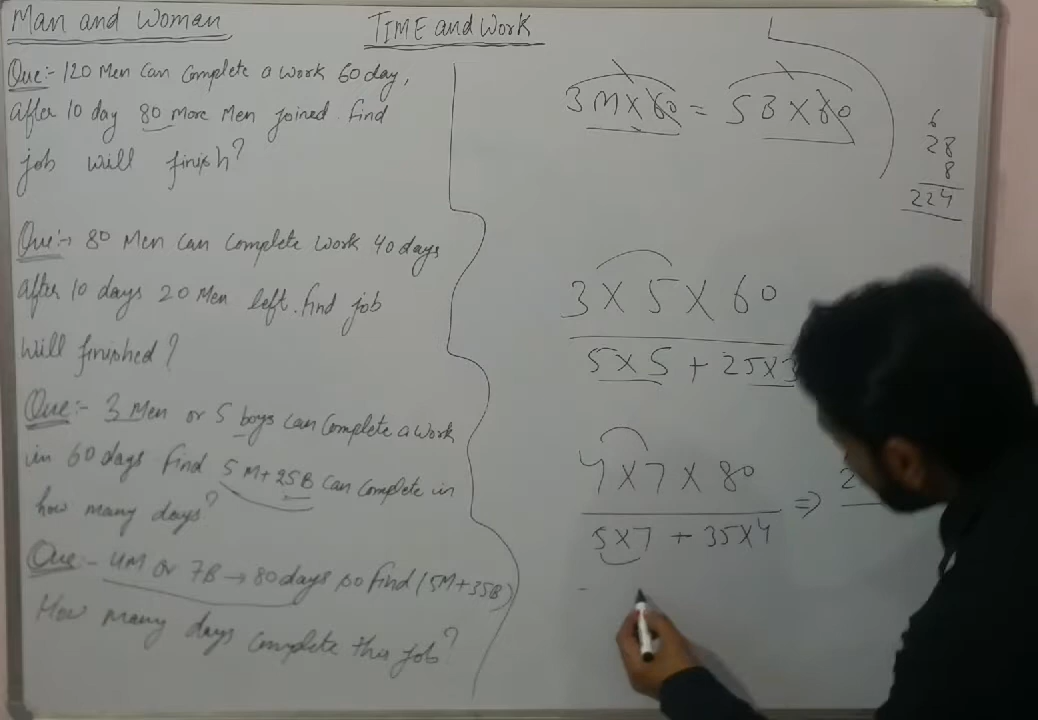 Man and Woman
TIME and Work
Que:- 120 Men can complete a work 60 day,
after 10 day 80 more Men joined find
job will finish?
Que:- 80 Men can complete work 40 days
after 10 days 20 Men left. find job
will finished?
Que:- 3 Men or 5 boys can complete a work
in 60 days find 5M+25B can complete in
how many days?
Que:- 4M or 7B → 80 days so find (5M+35B)
How many days complete this job?
3M×60 = 5B×60
6
28
8
224
3 × 5 × 60
5×5 + 25×3
4 × 7 × 80
5×7 + 35×4
⇒ 2